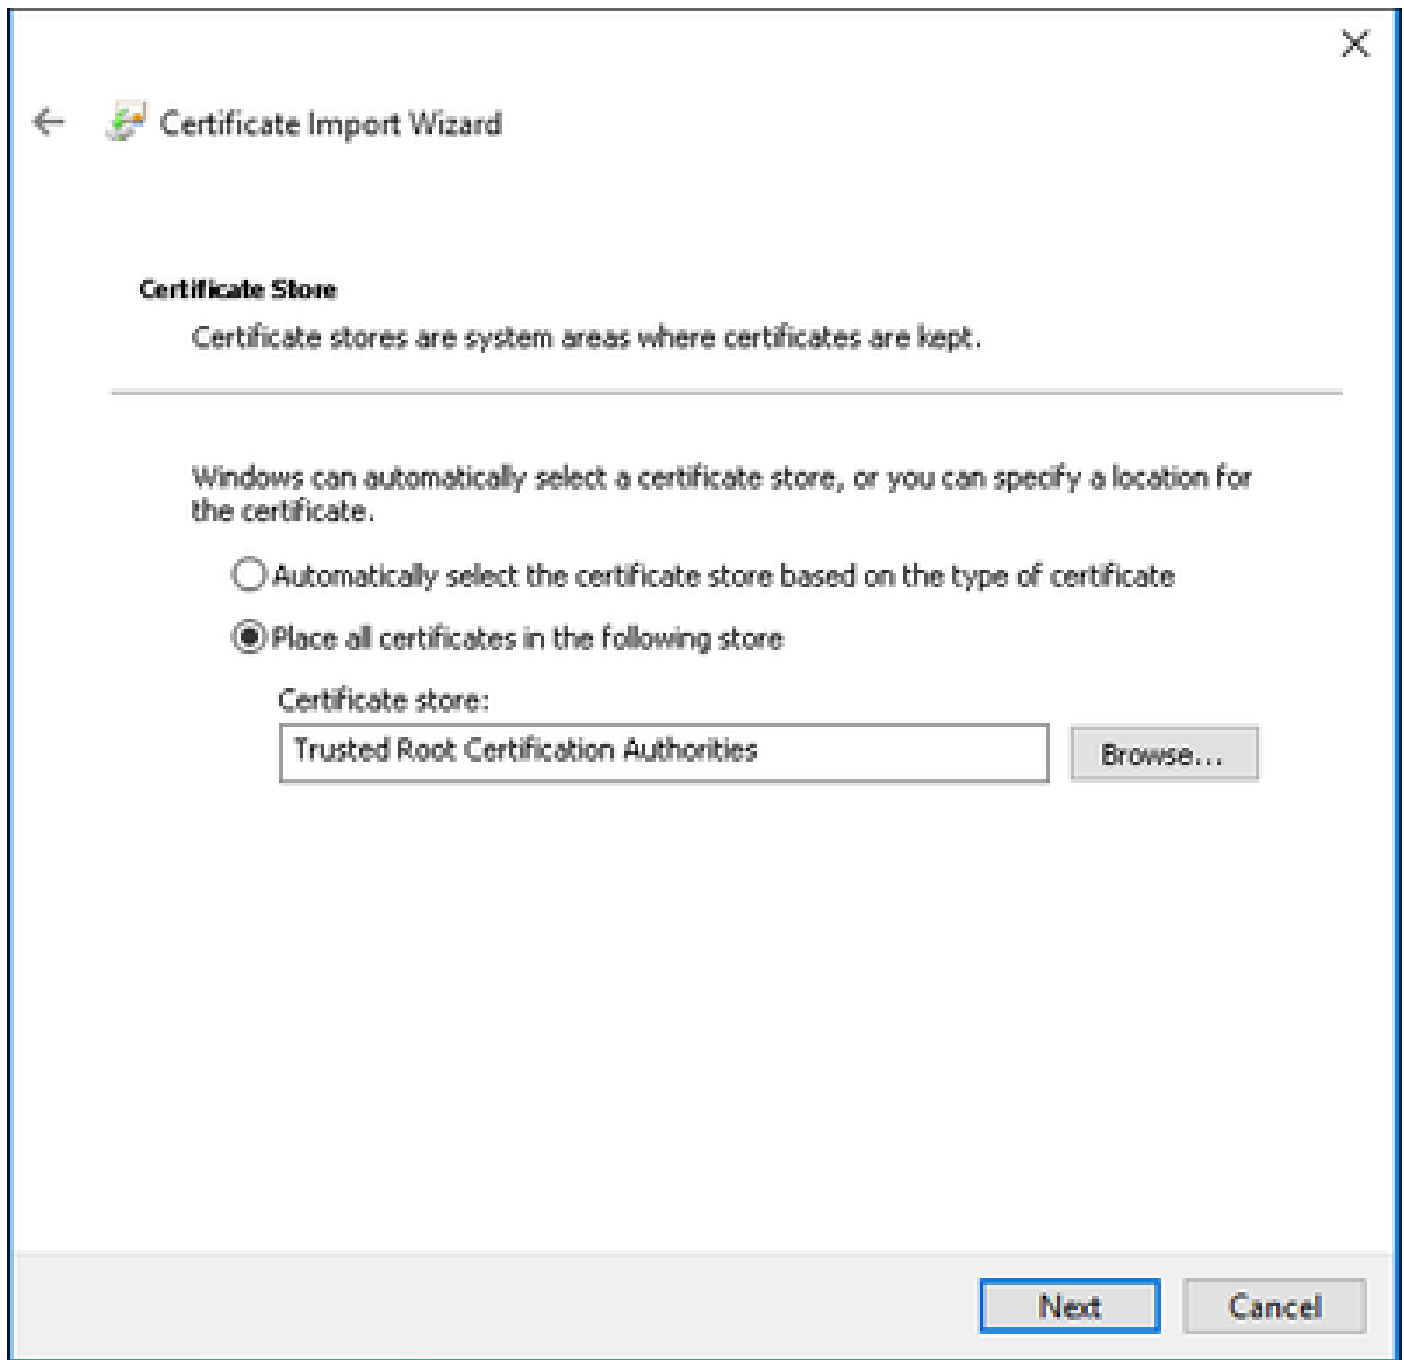 Certificate Import Wizard
Certificate Store
Certificate stores are system areas where certificates are kept.
Windows can automatically select a certificate store, or you can specify a location for
the certificate.
Automatically select the certificate store based on the type of certificate
Place all certificates in the following store
Certificate store:
Trusted Root Certification Authorities
Browse...
Next
Cancel